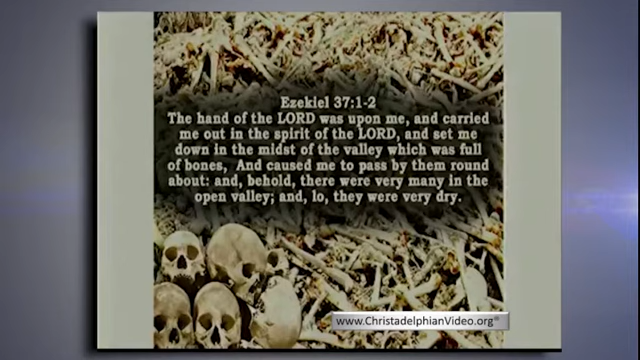 Ezekiel 37:1-2
The hand of the LORD was upon me, and carried
me out in the spirit of the LORD, and set me
down in the midst of the valley which was full
of bones, And caused me to pass by them round
about: and, behold, there were very many in the
open valley; and, lo, they were very dry.
www.ChristadelphianVideo.org®